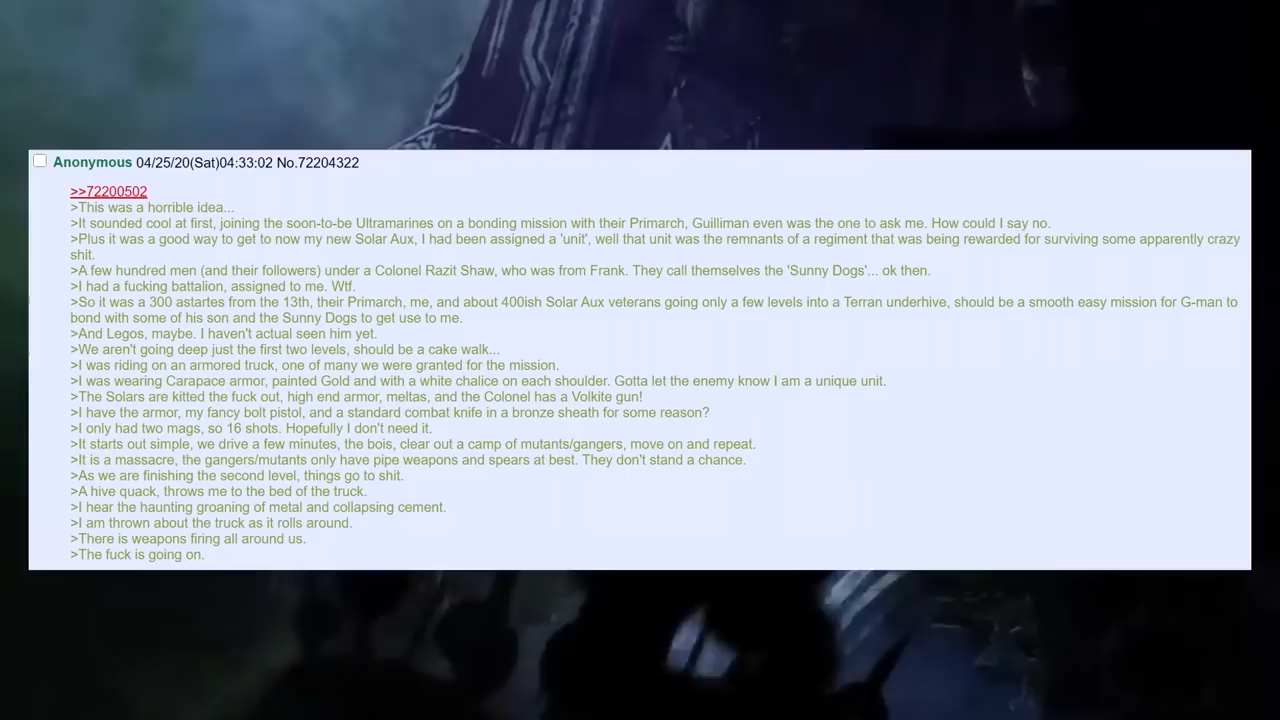 Anonymous 04/25/20(Sat)04:33:02 No.72204322
>>72200502
>This was a horrible idea...
>It sounded cool at first, joining the soon-to-be Ultramarines on a bonding mission with their Primarch, Guilliman even was the one to ask me. How could I say no.
>Plus it was a good way to get to now my new Solar Aux, I had been assigned a 'unit', well that unit was the remnants of a regiment that was being rewarded for surviving some apparently crazy
shit.
>A few hundred men (and their followers) under a Colonel Razit Shaw, who was from Frank. They call themselves the 'Sunny Dogs'... ok then.
>I had a fucking battalion, assigned to me. Wtf.
>So it was a 300 astartes from the 13th, their Primarch, me, and about 400ish Solar Aux veterans going only a few levels into a Terran underhive, should be a smooth easy mission for G-man to
bond with some of his son and the Sunny Dogs to get use to me.
>And Legos, maybe. I haven't actual seen him yet.
>We aren't going deep just the first two levels, should be a cake walk...
>I was riding on an armored truck, one of many we were granted for the mission.
>I was wearing Carapace armor, painted Gold and with a white chalice on each shoulder. Gotta let the enemy know I am a unique unit.
>The Solars are kitted the fuck out, high end armor, meltas, and the Colonel has a Volkite gun!
>I have the armor, my fancy bolt pistol, and a standard combat knife in a bronze sheath for some reason?
>I only had two mags, so 16 shots. Hopefully I don't need it.
>It starts out simple, we drive a few minutes, the bois, clear out a camp of mutants/gangers, move on and repeat.
>It is a massacre, the gangers/mutants only have pipe weapons and spears at best. They don't stand a chance.
>As we are finishing the second level, things go to shit.
>A hive quack, throws me to the bed of the truck.
>I hear the haunting groaning of metal and collapsing cement.
>I am thrown about the truck as it rolls around.
>There is weapons firing all around us.
>The fuck is going on.